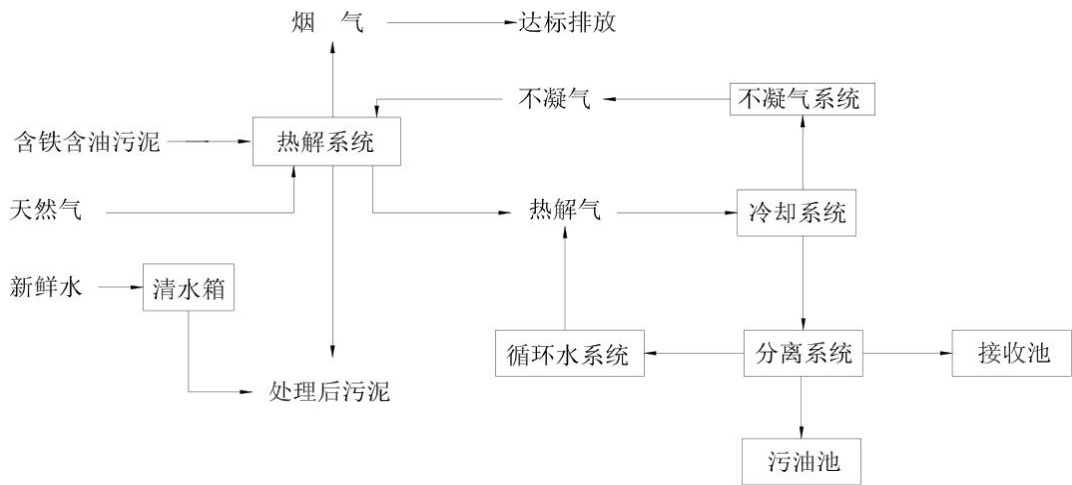 烟 气
达标排放
不凝气
不凝气系统
含铁含油污泥
热解系统
天然气
热解气
冷却系统
新鲜水
清水箱
循环水系统
分离系统
接收池
处理后污泥
污油池